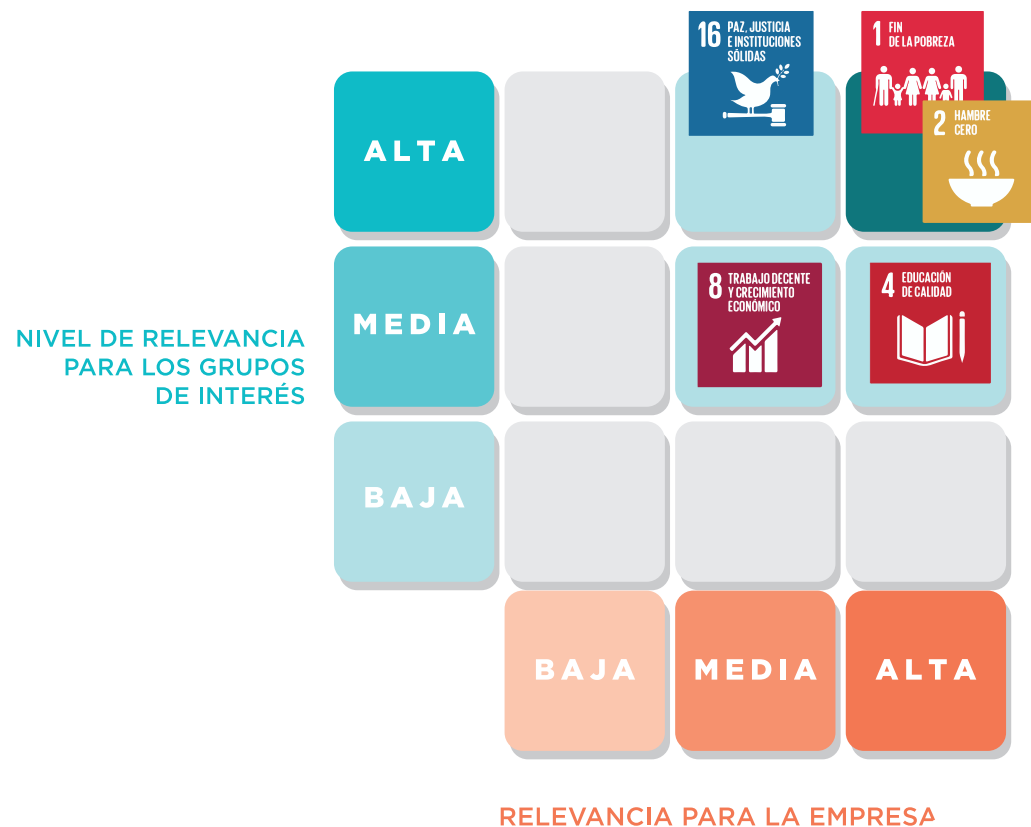 16 PAZ, JUSTICIA
E INSTITUCIONES
SÓLIDAS
1 FIN
DE LA POBREZA
2 HAMBRE
CERO
ALTA
8 TRABAJO DECENTE
Y CRECIMIENTO
ECONÓMICO
4 EDUCACIÓN
DE CALIDAD
MEDIA
NIVEL DE RELEVANCIA
PARA LOS GRUPOS
DE INTERÉS
BAJA
BAJA
MEDIA
ALTA
RELEVANCIA PARA LA EMPRESA